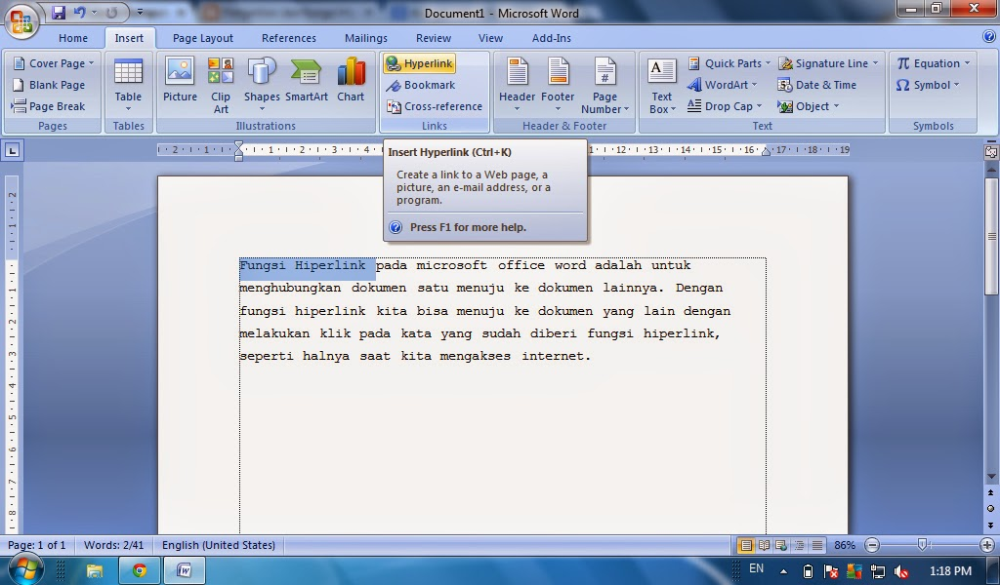 Document1 - Microsoft Word
Home Insert Page Layout References Mailings Review View Add-Ins
Cover Page
Blank Page
Page Break
Pages
Table
Tables
Picture Clip Art Shapes SmartArt Chart
Illustrations
Hyperlink
Bookmark
Cross-reference
Links
Header Footer Page Number
Header & Footer
Text Box
Quick Parts
WordArt
Drop Cap
Signature Line
Date & Time
Object
Text
π Equation
Ω Symbol
Symbols
Insert Hyperlink (Ctrl+K)
Create a link to a Web page, a
picture, an e-mail address, or a
program.
Press F1 for more help.
Fungsi Hiperlink pada microsoft office word adalah untuk
menghubungkan dokumen satu menuju ke dokumen lainnya. Dengan
fungsi hiperlink kita bisa menuju ke dokumen yang lain dengan
melakukan klik pada kata yang sudah diberi fungsi hiperlink,
seperti halnya saat kita mengakses internet.
Page: 1 of 1 Words: 2/41 English (United States) 86%
EN 1:18 PM